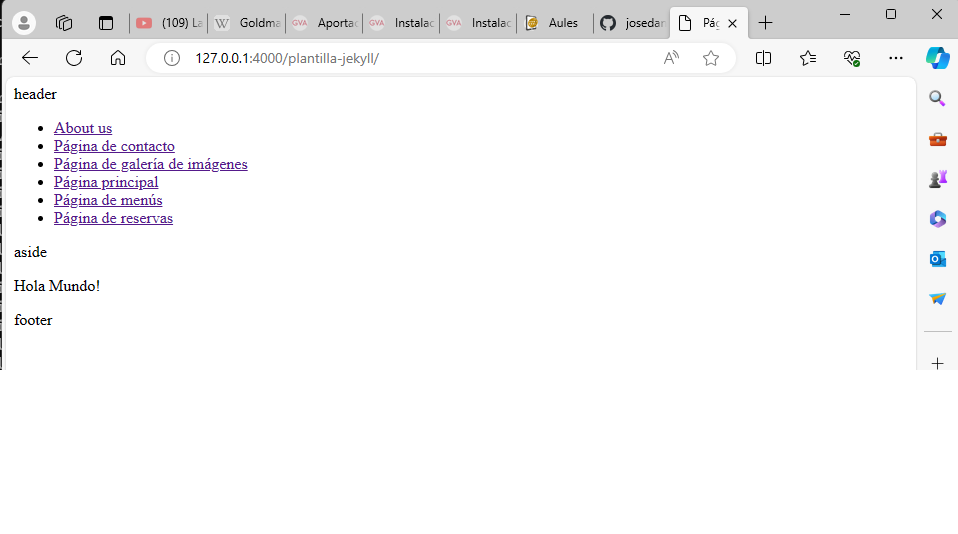 (109) La
Goldma
GVA Aporta
GVA Instalac
GVA Instalac
Aules
josedar
Pág
127.0.0.1:4000/plantilla-jekyll/
header
About us
Página de contacto
Página de galería de imágenes
Página principal
Página de menús
Página de reservas
aside
Hola Mundo!
footer